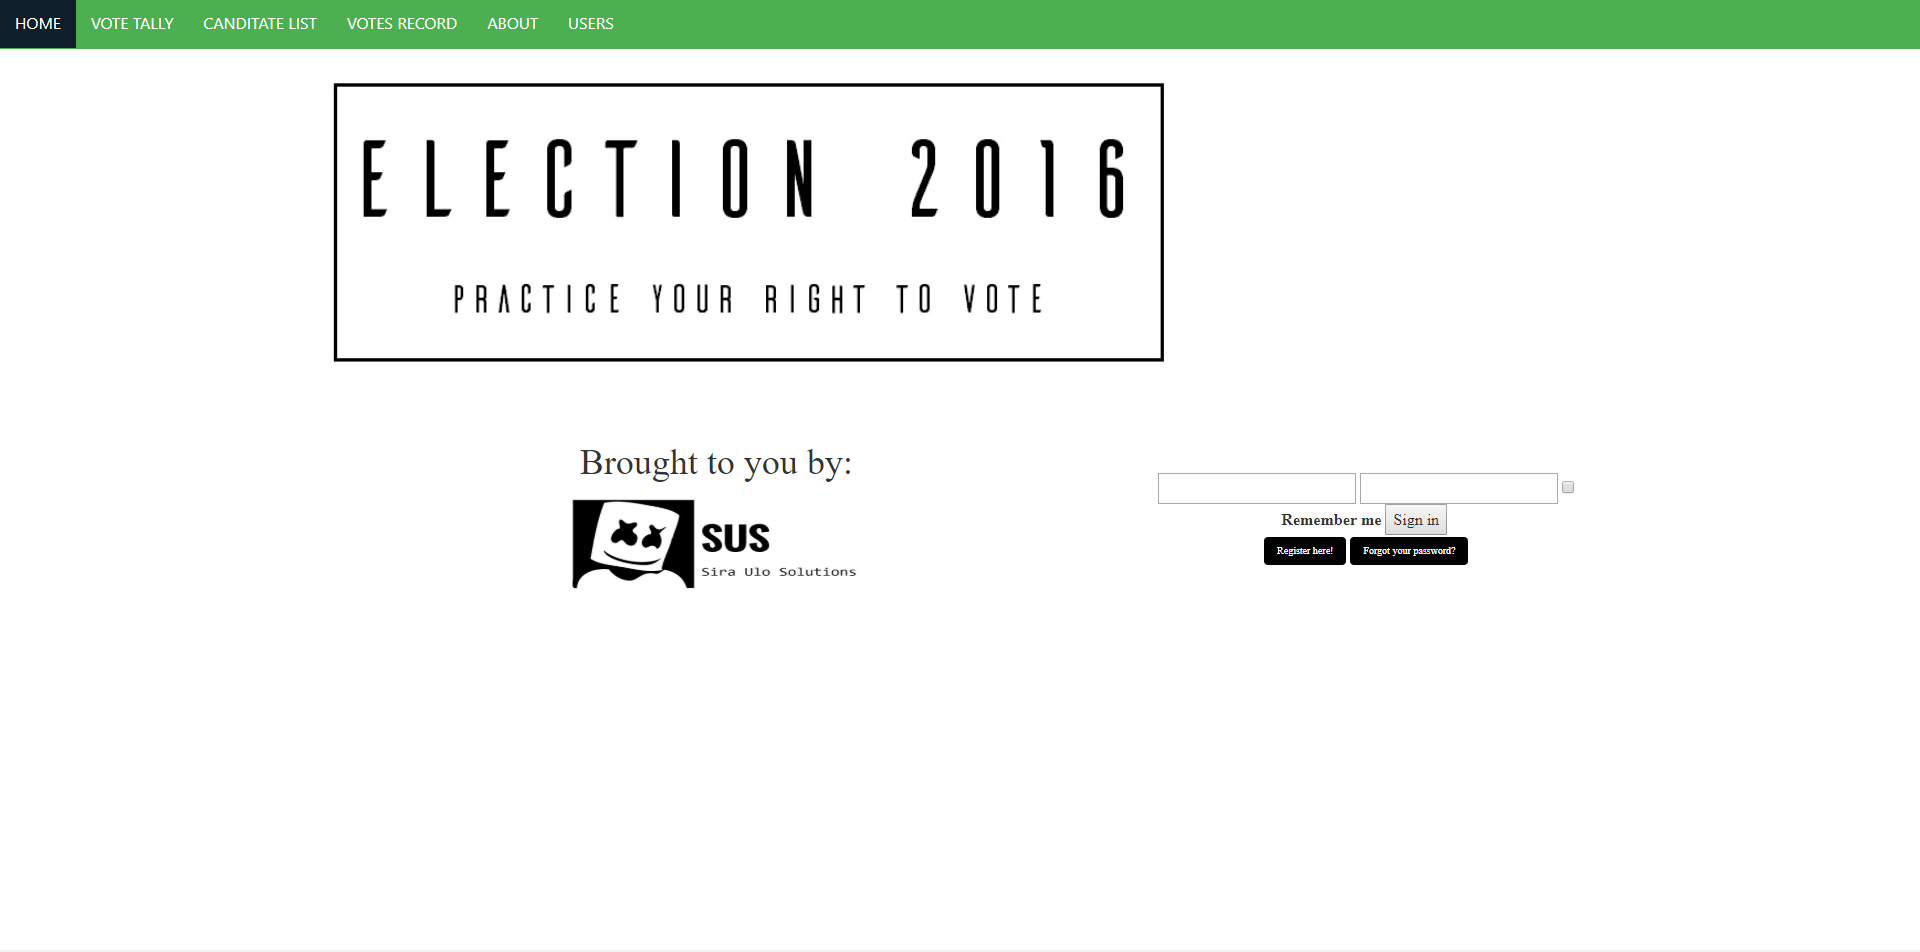 HOME VOTE TALLY CANDITATE LIST VOTES RECORD ABOUT USERS
ELECTION 2016
PRACTICE YOUR RIGHT TO VOTE
Brought to you by:
SUS
Sira Ulo Solutions
Remember me Sign in
Register here! Forgot your password?